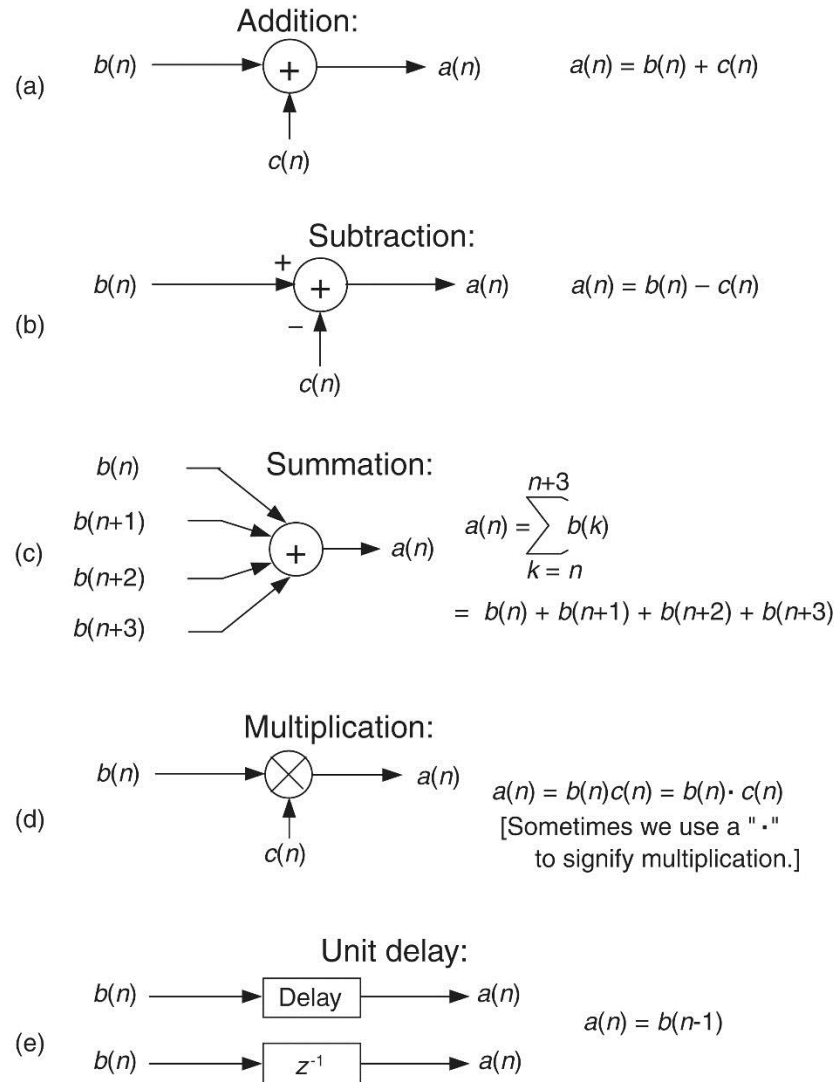 Addition:
(a) b(n) + a(n) a(n) = b(n) + c(n)
c(n)
Subtraction:
+
(b) b(n) + a(n) a(n) = b(n) – c(n)
–
c(n)
Summation:
(c) b(n)
b(n+1)
b(n+2)
b(n+3)
+ a(n)
n+3
a(n) = ∑ b(k)
k = n
= b(n) + b(n+1) + b(n+2) + b(n+3)
Multiplication:
(d) b(n) a(n)
c(n)
a(n) = b(n)c(n) = b(n)· c(n)
[Sometimes we use a "·"
to signify multiplication.]
Unit delay:
(e) b(n) Delay a(n)
a(n) = b(n-1)
b(n) z⁻¹ a(n)